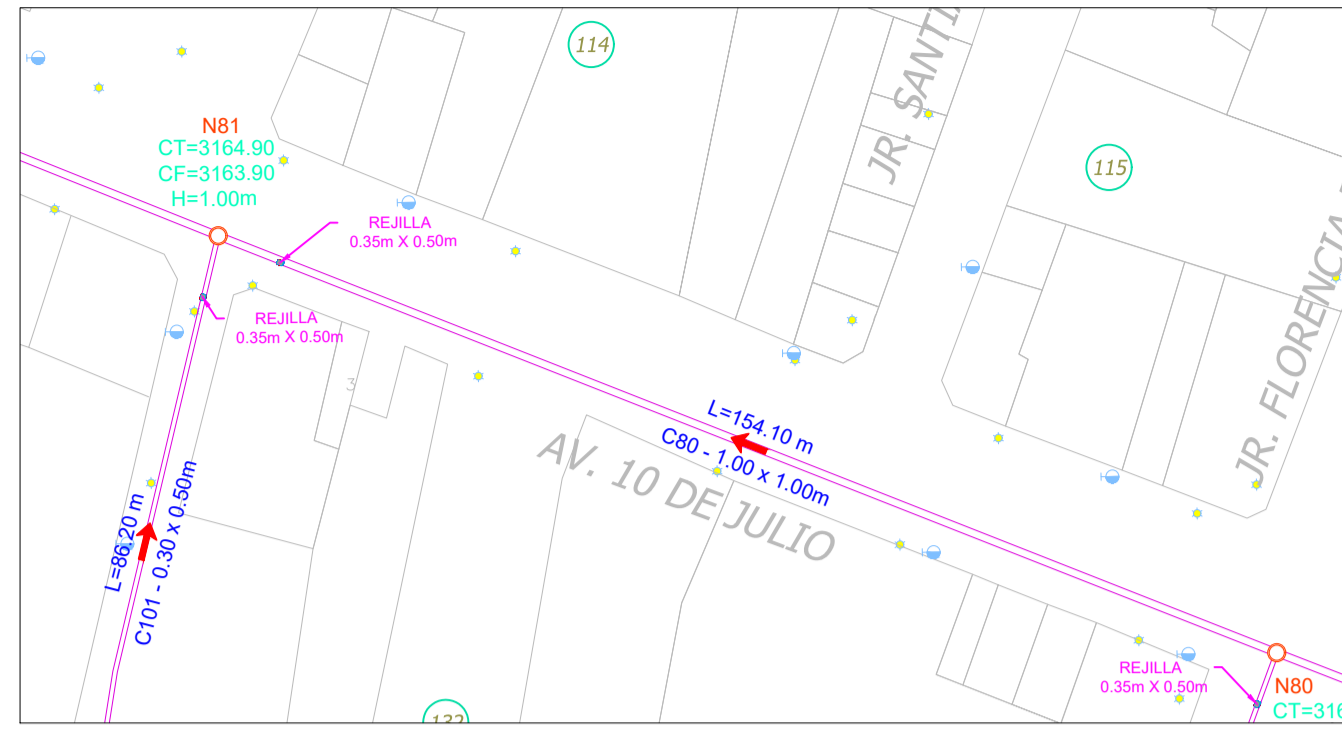 114
JR. SANTI
N81
CT=3164.90
CF=3163.90
H=1.00m
115
REJILLA
0.35m X 0.50m
JR. FLORENCIA
REJILLA
0.35m X 0.50m
3
L=154.10 m
C80 - 1.00 x 1.00m
AV. 10 DE JULIO
L=86.20 m
C101 - 0.30 x 0.50m
REJILLA
0.35m X 0.50m
N80
CT=316
132